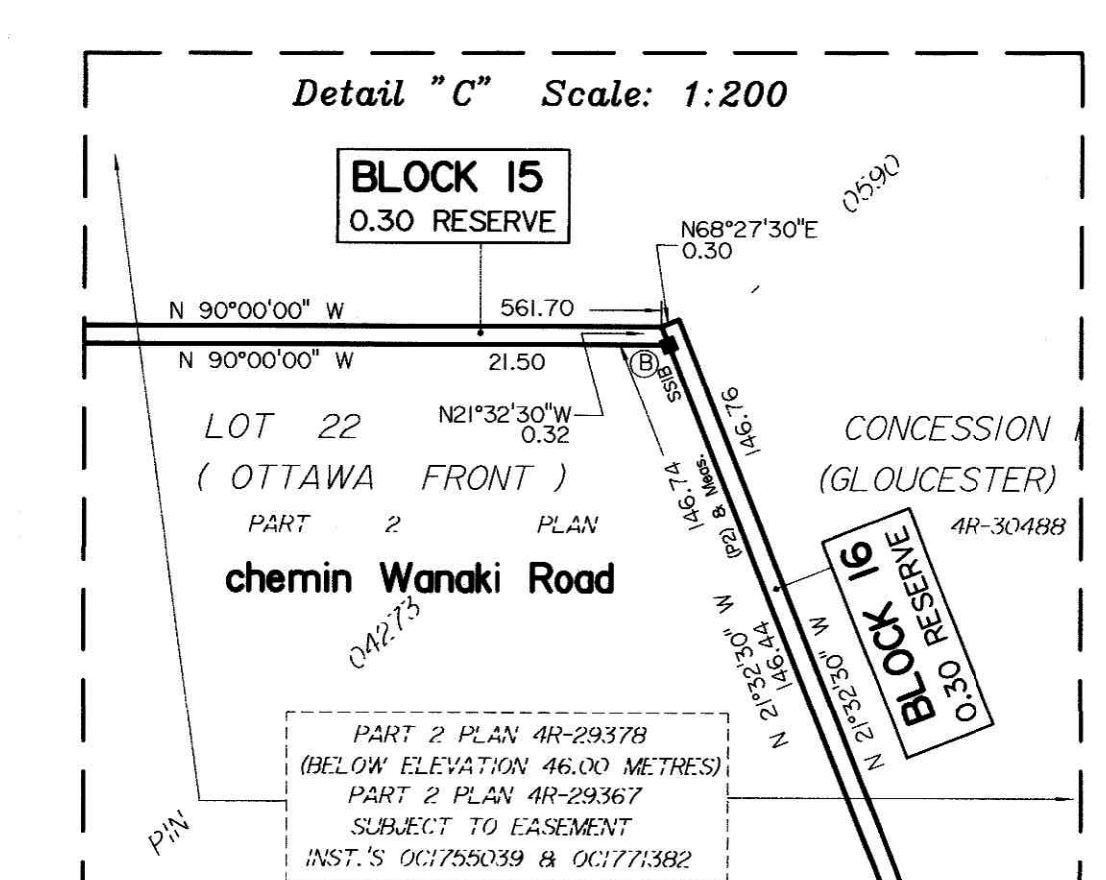 Detail "C" Scale: 1:200
BLOCK 15
0.30 RESERVE
0590
N68°27'30"E
0.30
N 90°00'00" W 561.70
N 90°00'00" W 21.50
B
SSIB
N21°32'30"W
0.32
146.76
146.74
(P2) & Meas.
LOT 22
( OTTAWA FRONT )
PART 2 PLAN
CONCESSION
(GLOUCESTER)
4R-30488
chemin Wanaki Road
04273
BLOCK 16
0.30 RESERVE
N 21°32'30" W
146.44
N 21°32'30" W
PART 2 PLAN 4R-29378
(BELOW ELEVATION 46.00 METRES)
PART 2 PLAN 4R-29367
SUBJECT TO EASEMENT
INST.'S OC1755039 & OC1771382
PIN